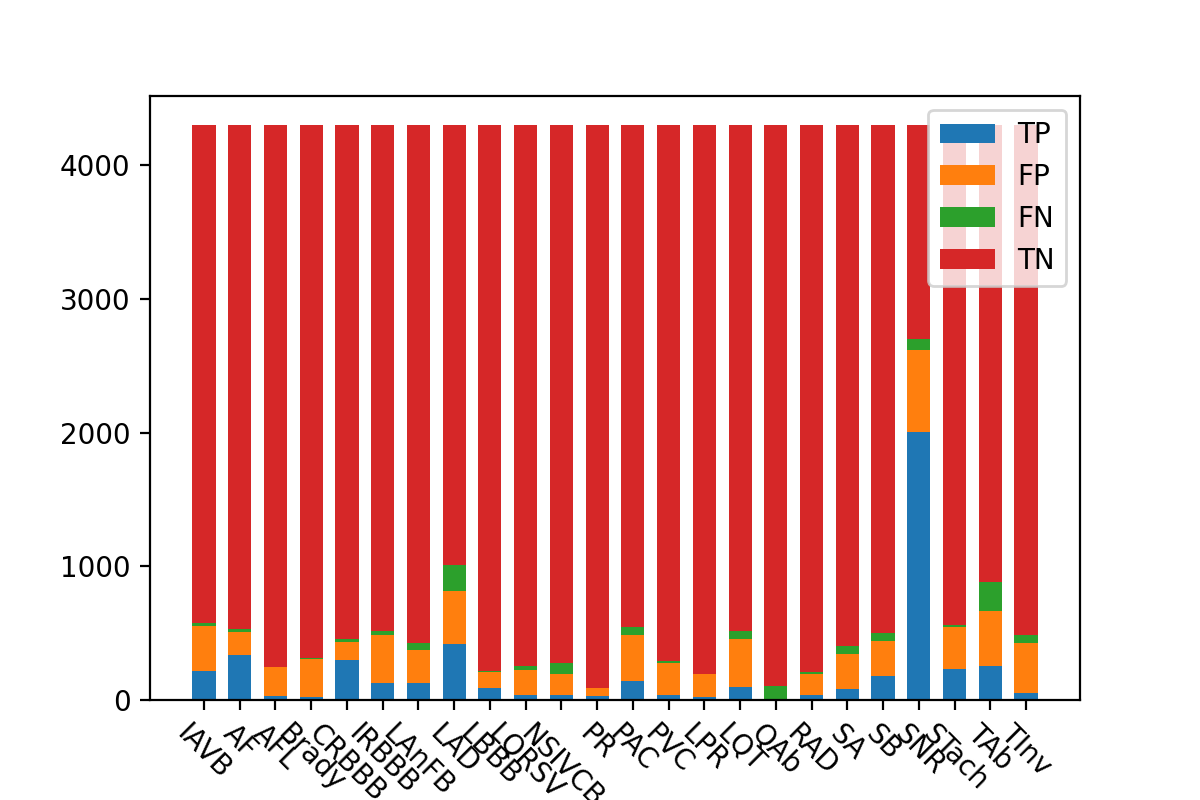 4000
3000
2000
1000
0
TP
FP
FN
TN
IAVB
AF
AFL
Brady
CRBBB
IRBBB
LAnFB
LAD
LBBB
LQRSV
NSIVCB
PR
PAC
PVC
LPR
LQT
QAb
RAD
SA
SB
SNR
STach
TAb
TInv